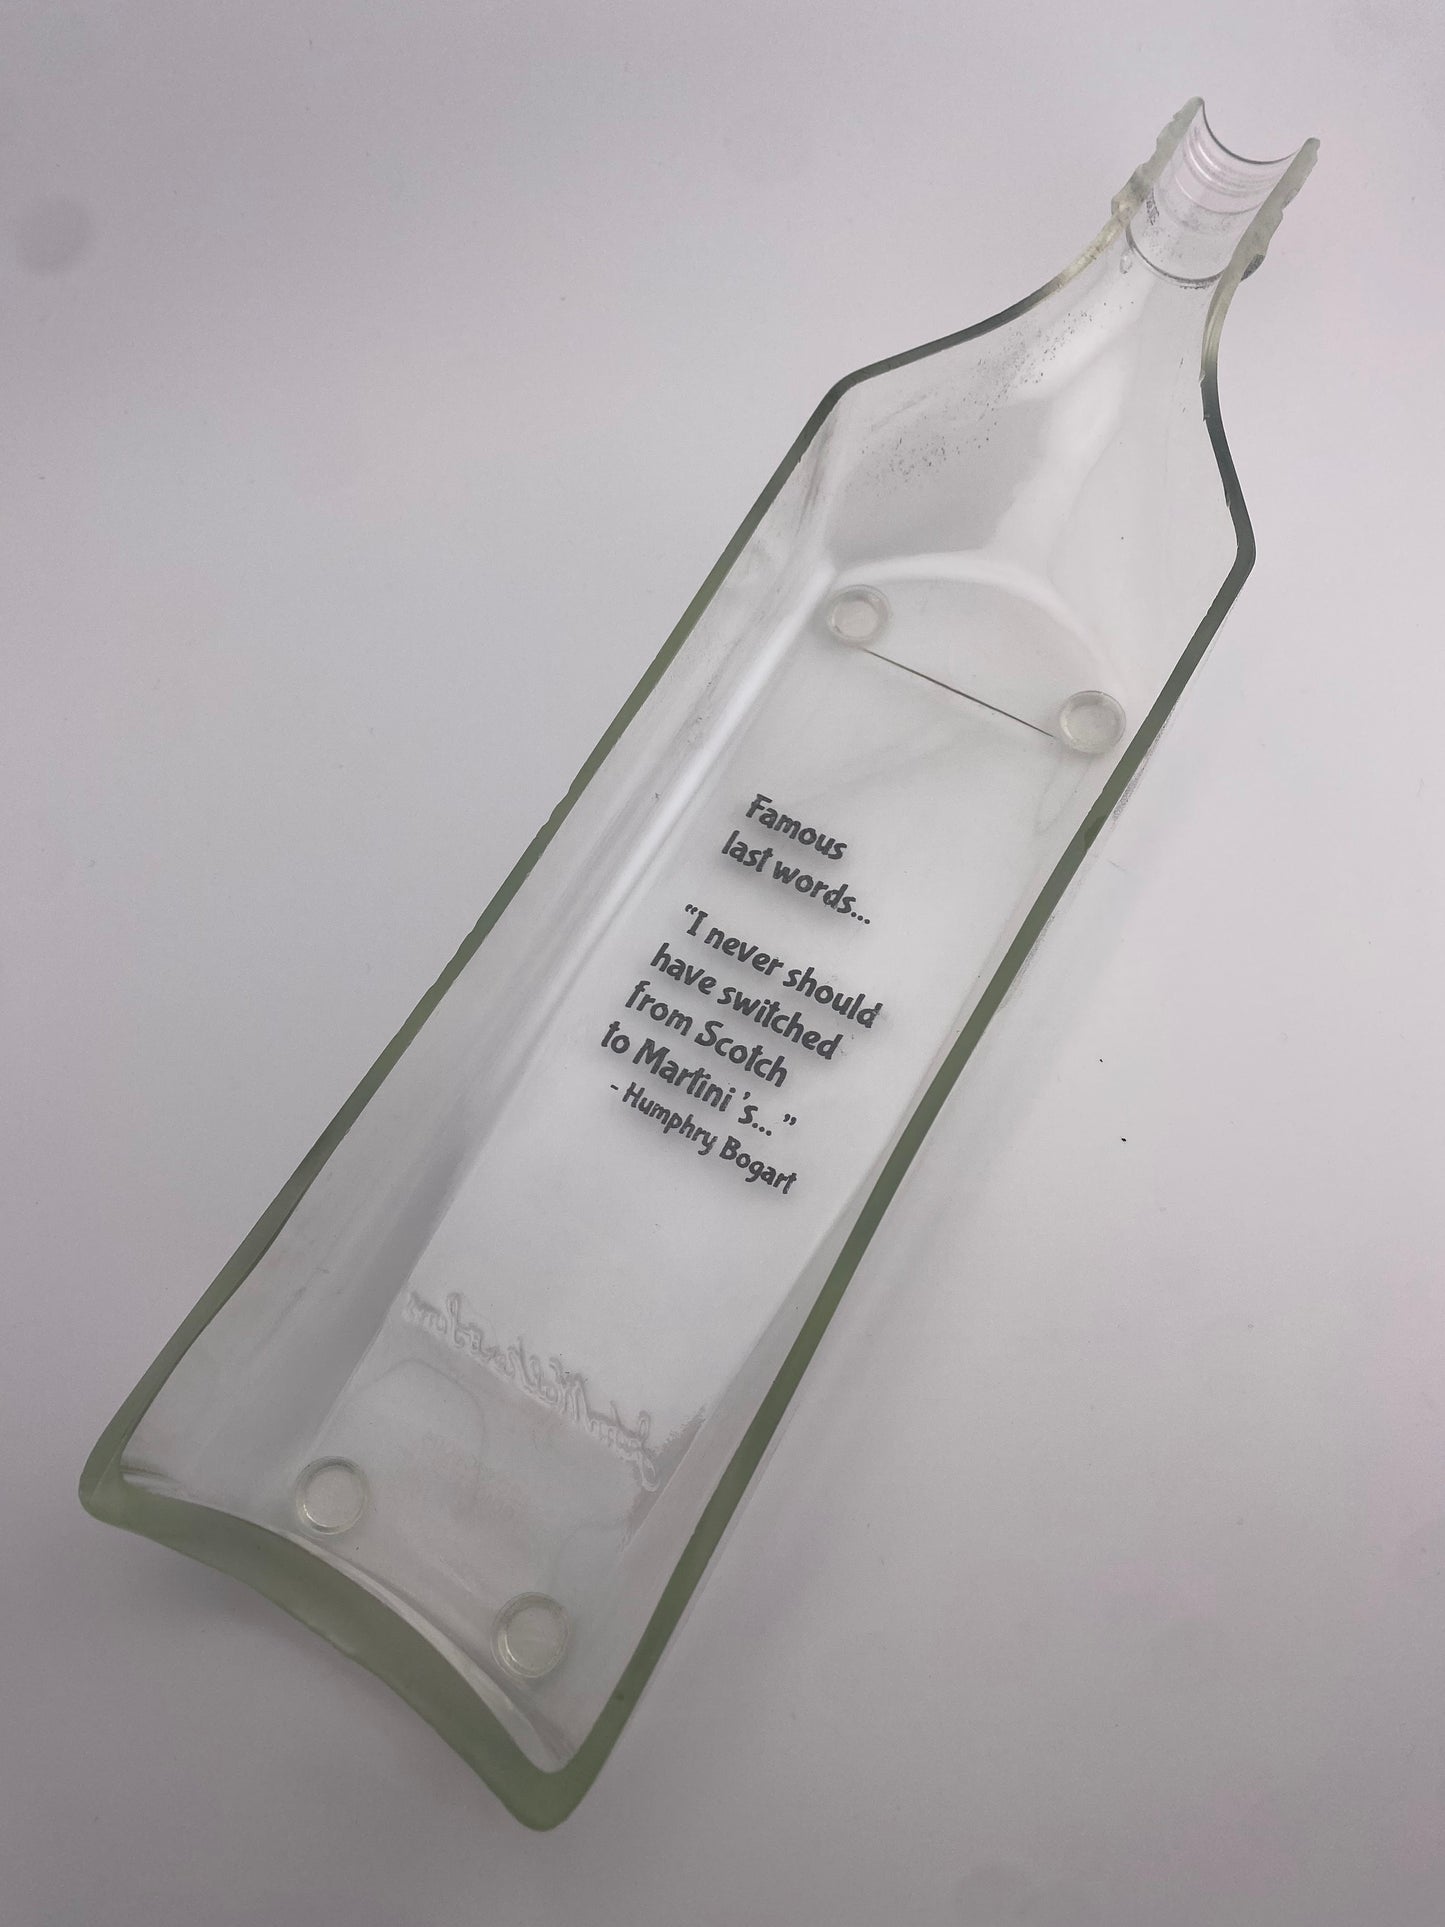 Famous
last words...
"I never should
have switched
from Scotch
to Martini 's..."
- Humphry Bogart